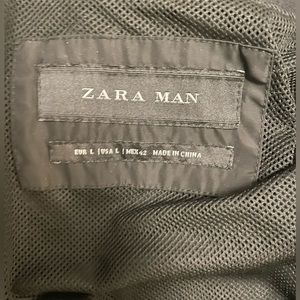 ZARA MAN
EUR L | USA L | MEX 42 MADE IN CHINA